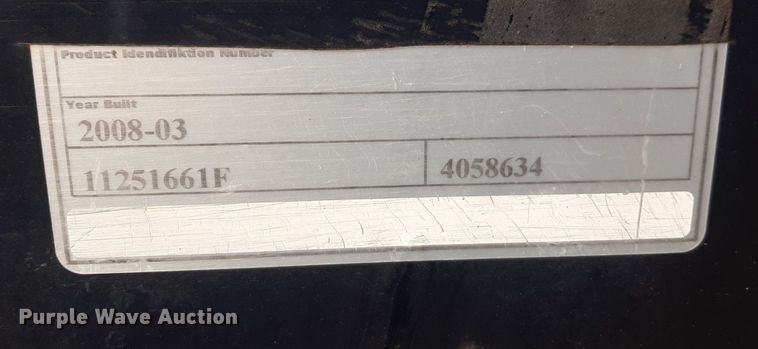 Product Idendifiktion Number
Year Built
2008-03
11251661F 4058634
Purple Wave Auction